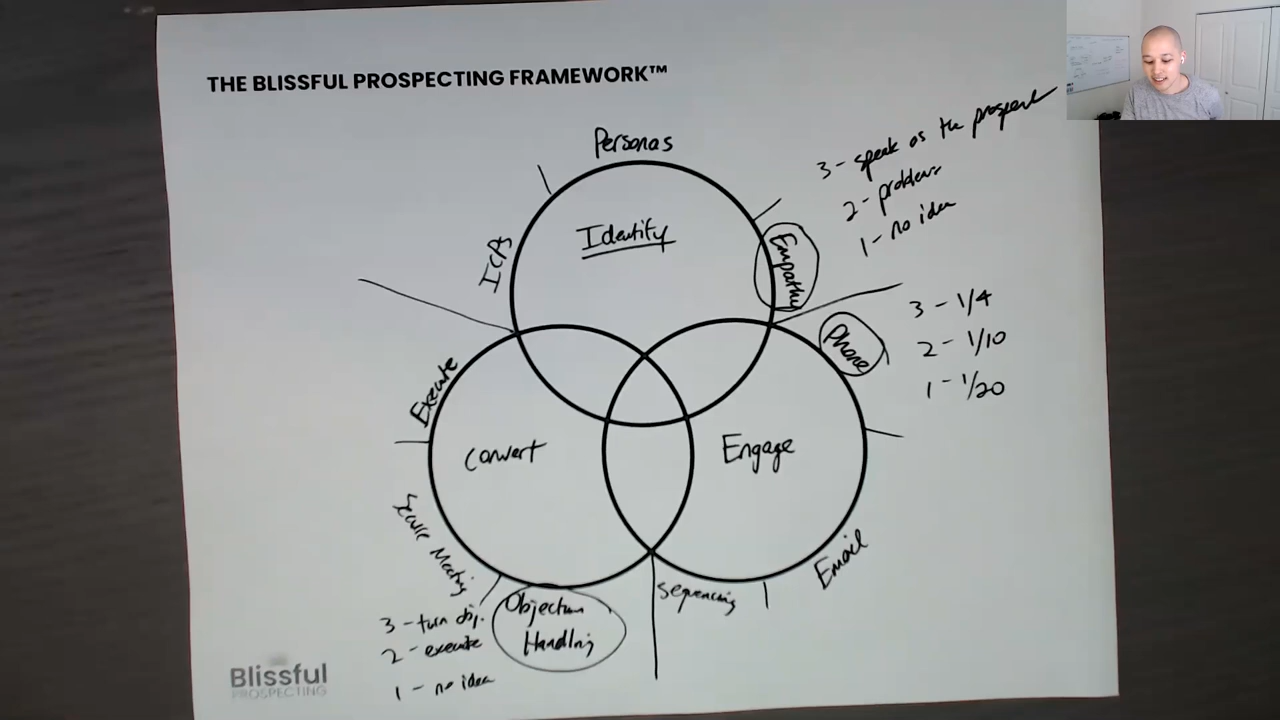 THE BLISSFUL PROSPECTING FRAMEWORK™
Personas
3 - speak as the prospect
2 - problems
1 - no idea
Identify
ICPs
Empathy
3 - 1/4
2 - 1/10
1 - 1/20
Phone
Execute
Convert
Engage
Meeting
Email
sequencing
Objection
Handling
3 - turn obj.
2 - execute
1 - no idea
Blissful
PROSPECTING